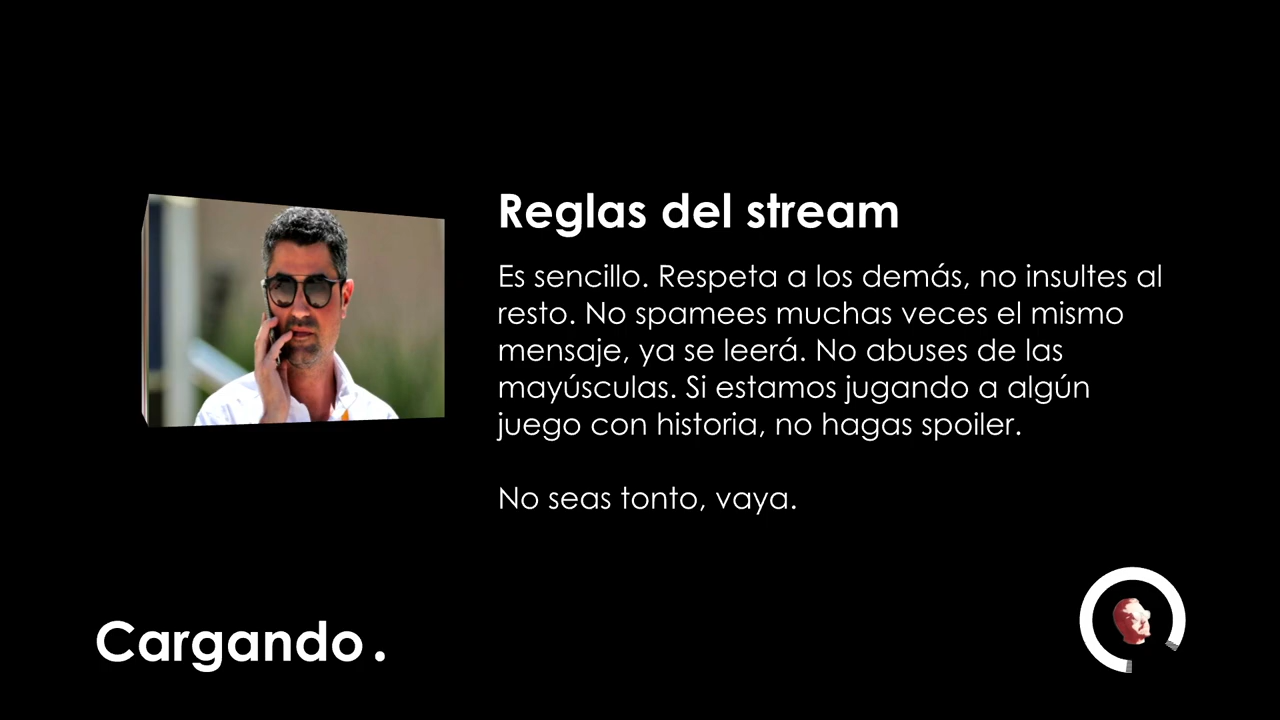 Reglas del stream
Es sencillo. Respeta a los demás, no insultes al
resto. No spamees muchas veces el mismo
mensaje, ya se leerá. No abuses de las
mayúsculas. Si estamos jugando a algún
juego con historia, no hagas spoiler.
No seas tonto, vaya.
Cargando .